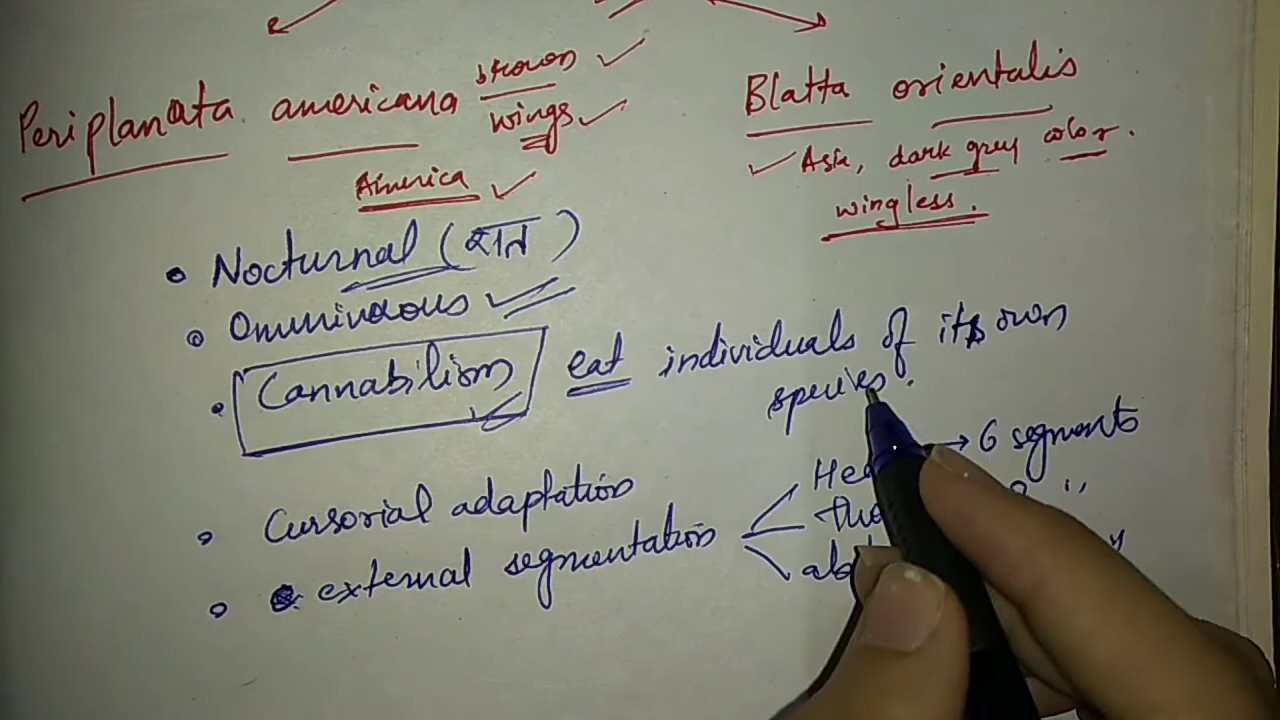 Periplanata americana brown ✓
wings ✓
America ✓
Blatta orientalis
✓ Asia, dark grey color.
wingless.
• Nocturnal (रात)
• Omnivorous ✓
• Cannabilism eat individuals of its own
species.
• Cursorial adaptation
• external segmentation
→ 6 segments
"